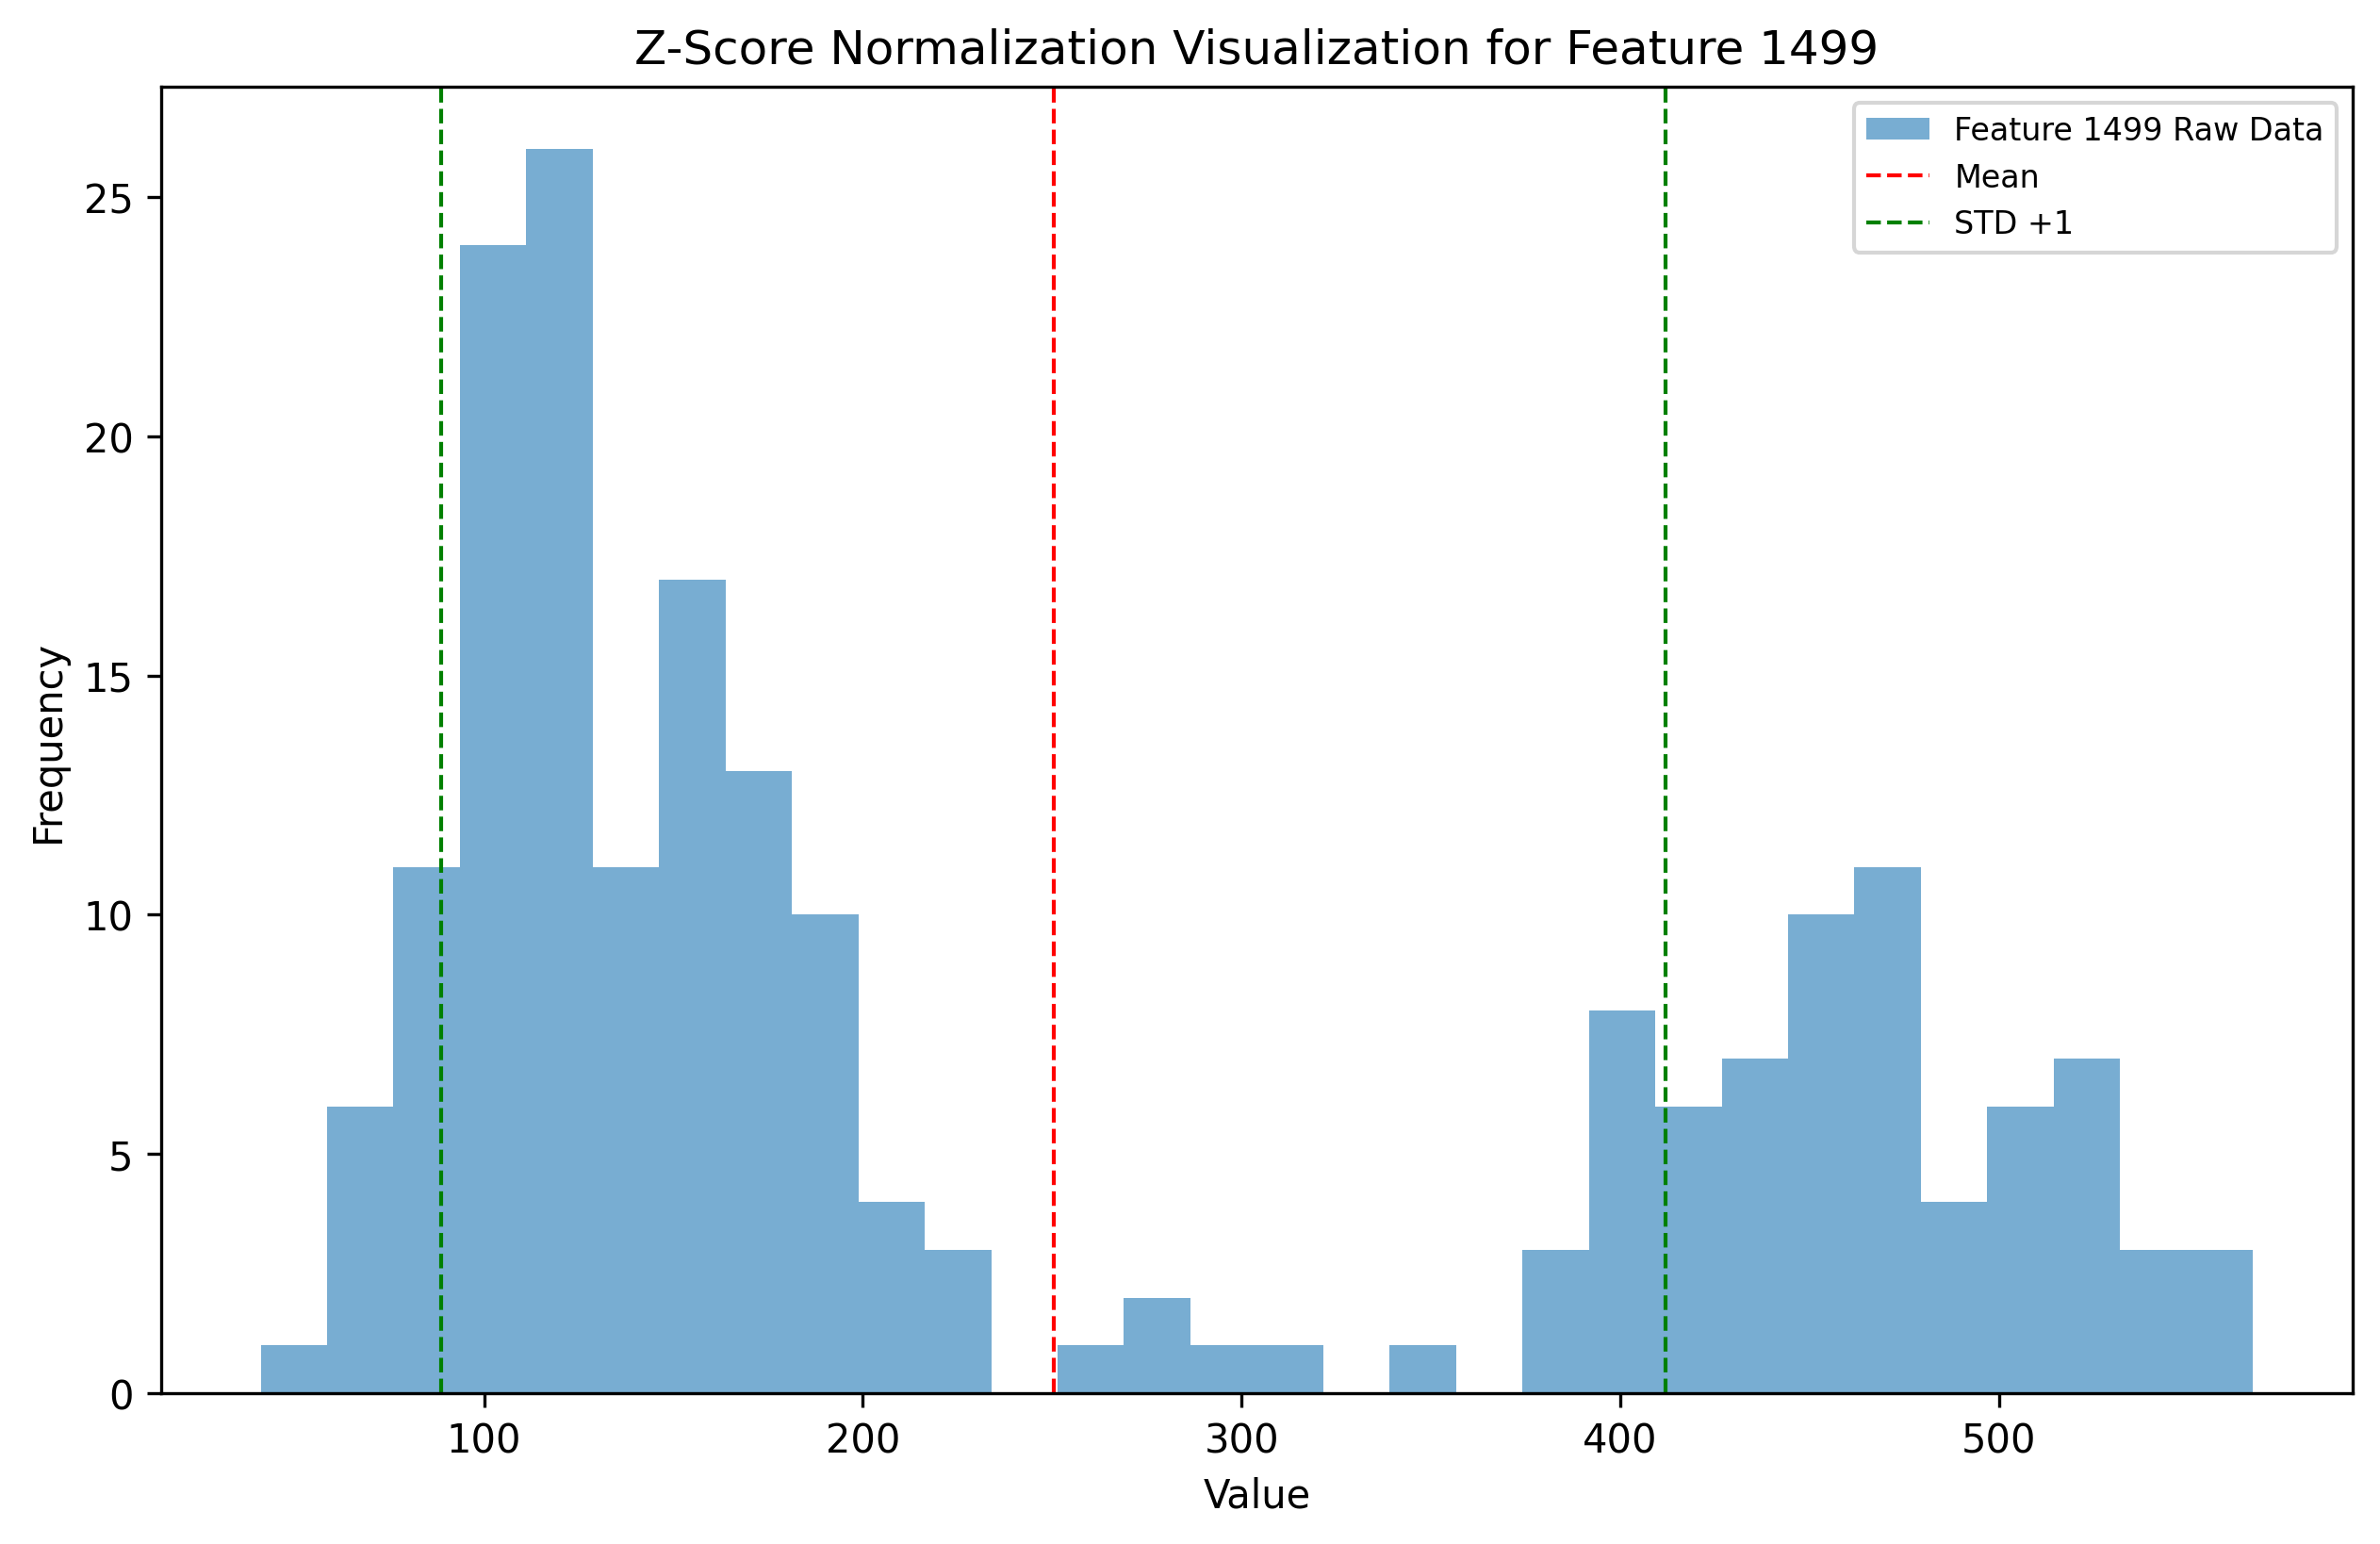 Z-Score Normalization Visualization for Feature 1499
Feature 1499 Raw Data
Mean
STD +1
25
20
15
10
5
0
Frequency
100 200 300 400 500
Value